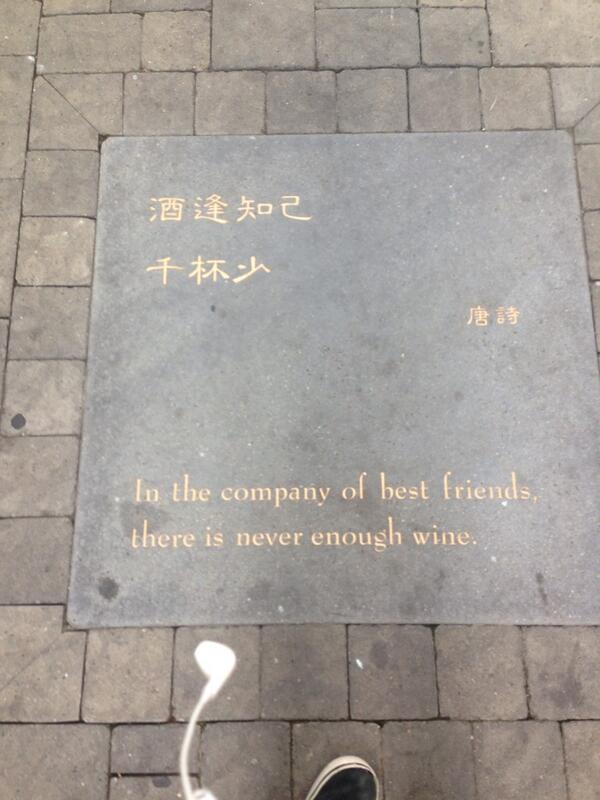 酒逢知己
千杯少
唐詩
In the company of best friends,
there is never enough wine.